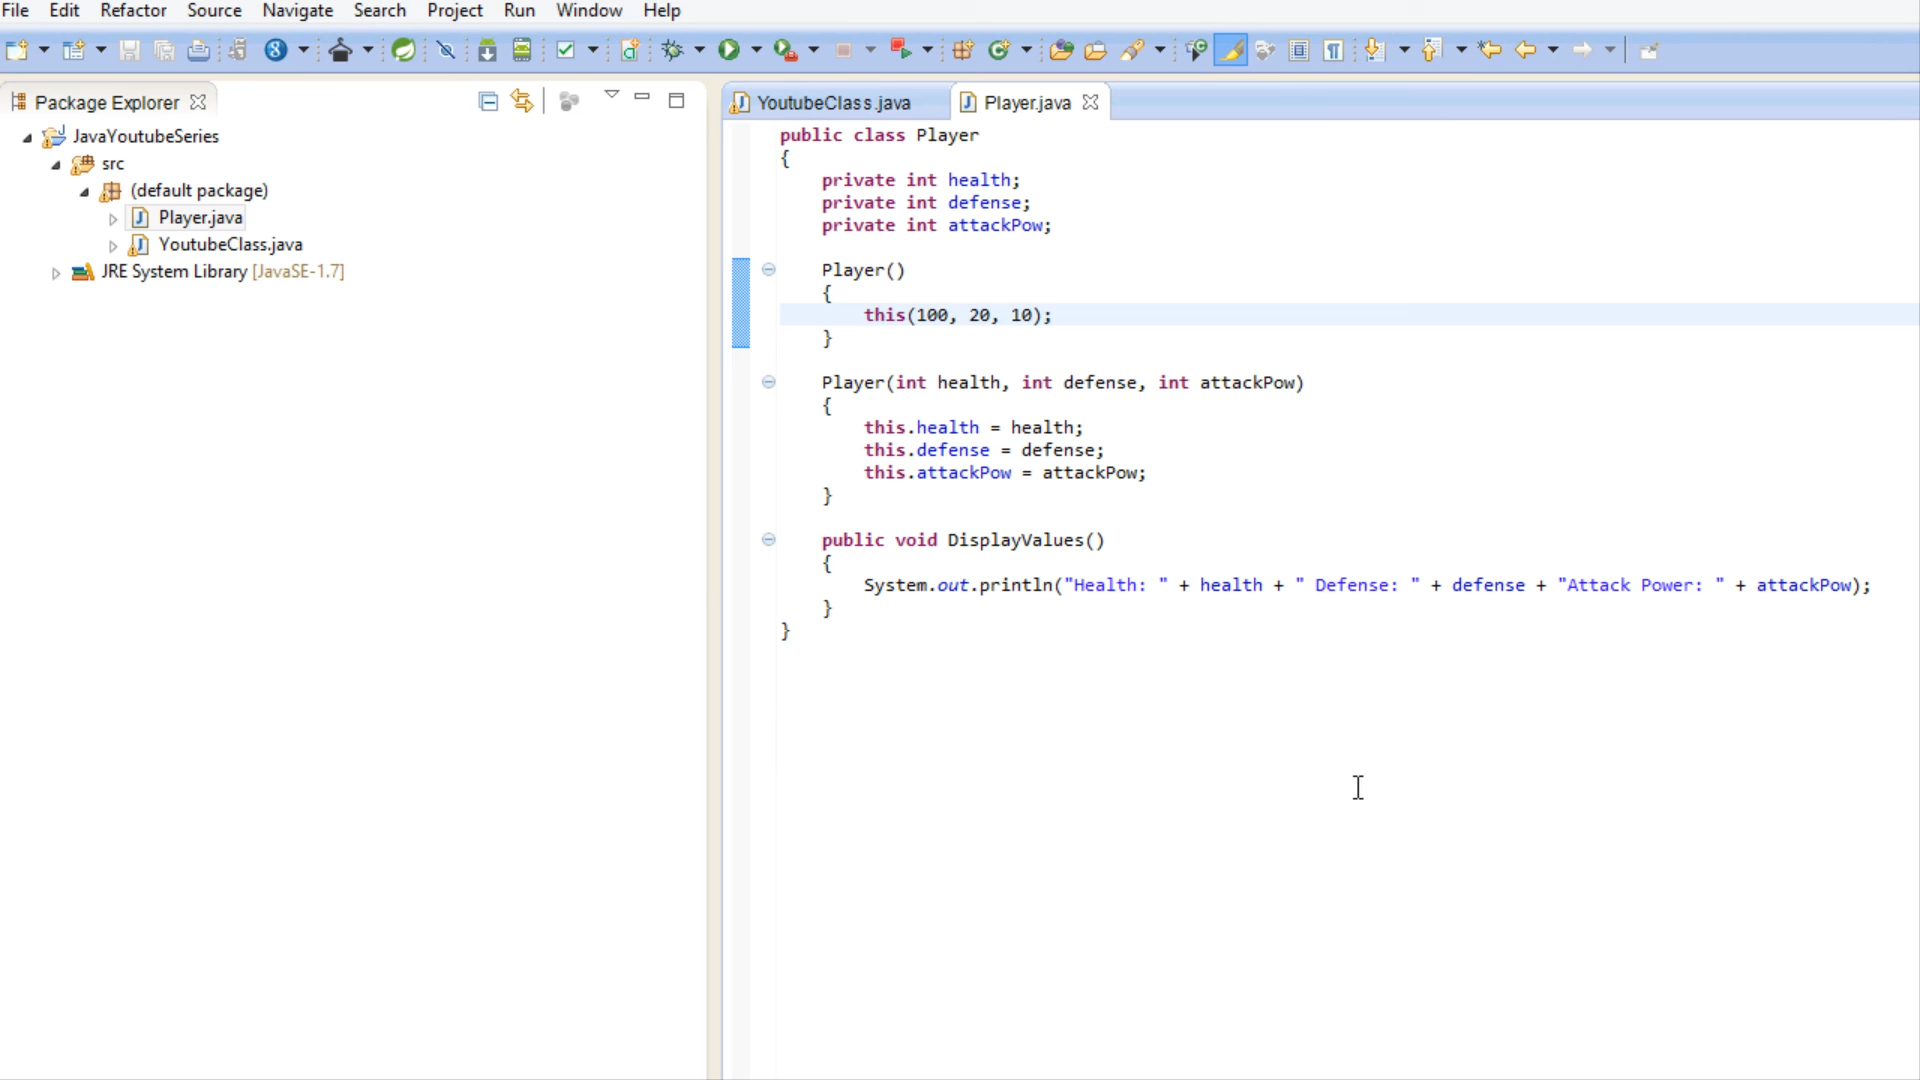 File Edit Refactor Source Navigate Search Project Run Window Help
Package Explorer
JavaYoutubeSeries
src
(default package)
Player.java
YoutubeClass.java
JRE System Library [JavaSE-1.7]
YoutubeClass.java Player.java
public class Player
{
private int health;
private int defense;
private int attackPow;
Player()
{
this(100, 20, 10);
}
Player(int health, int defense, int attackPow)
{
this.health = health;
this.defense = defense;
this.attackPow = attackPow;
}
public void DisplayValues()
{
System.out.println("Health: " + health + " Defense: " + defense + "Attack Power: " + attackPow);
}
}